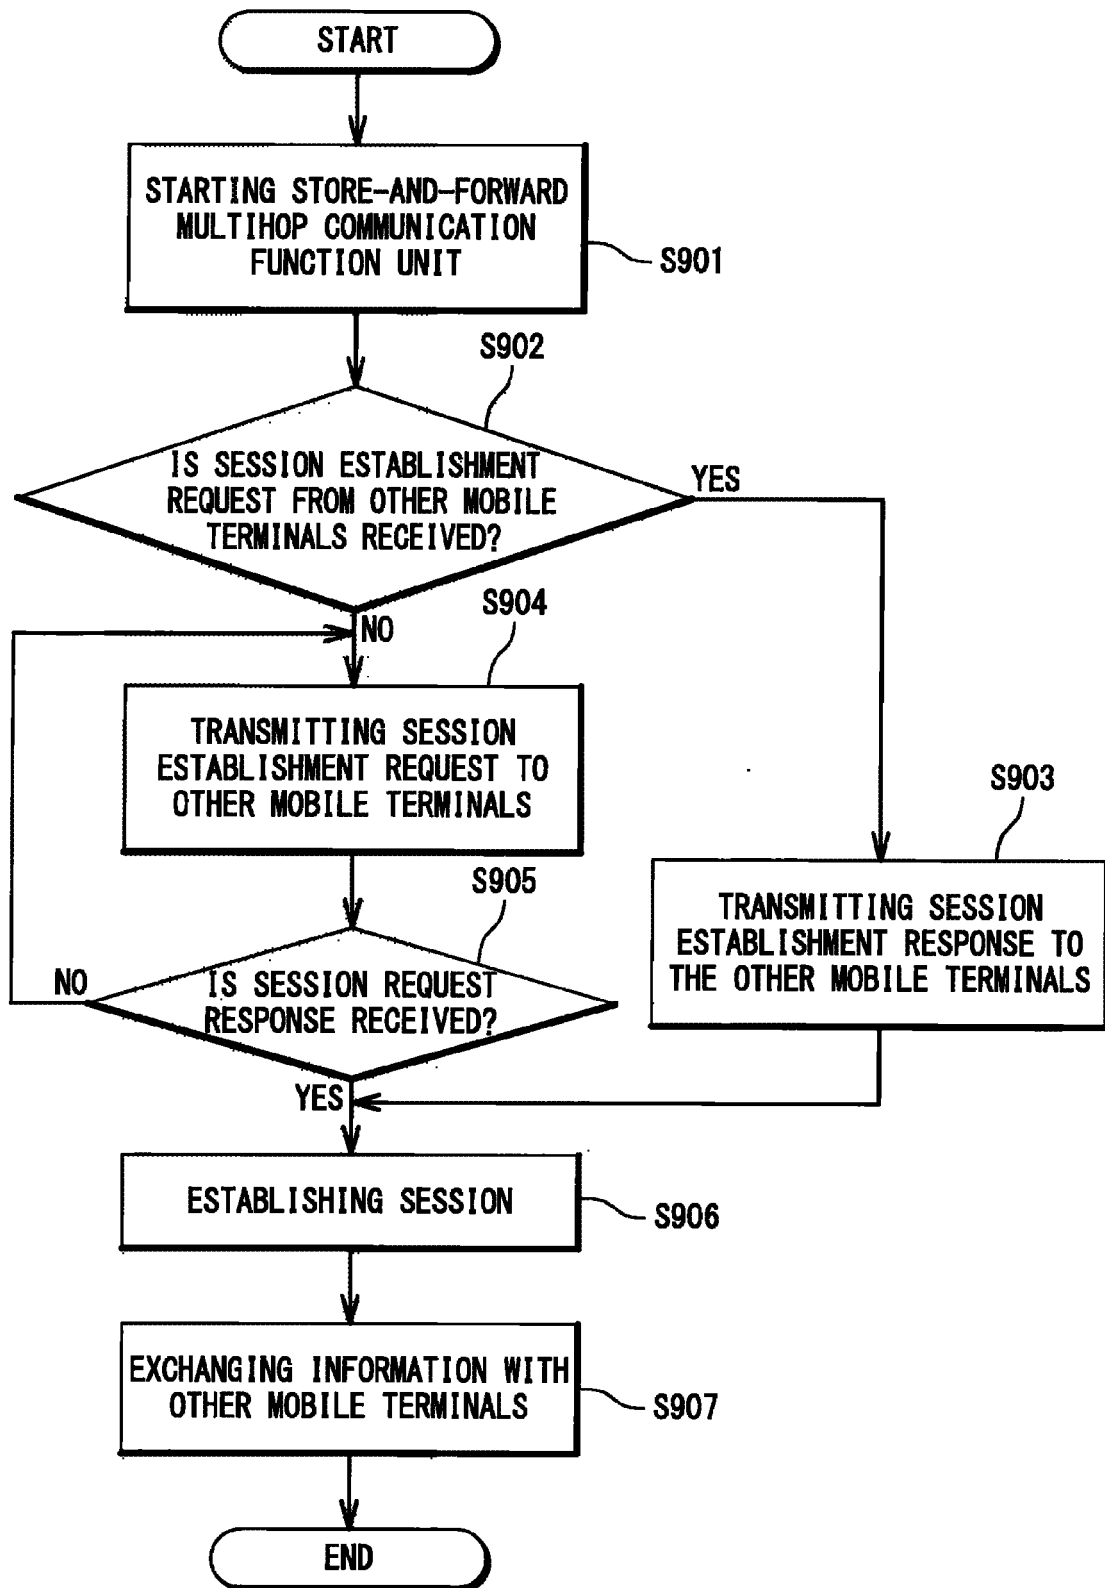 START
STARTING STORE-AND-FORWARD
MULTIHOP COMMUNICATION
FUNCTION UNIT
S901
S902
IS SESSION ESTABLISHMENT
REQUEST FROM OTHER MOBILE
TERMINALS RECEIVED?
YES
NO
S904
TRANSMITTING SESSION
ESTABLISHMENT REQUEST TO
OTHER MOBILE TERMINALS
S903
TRANSMITTING SESSION
ESTABLISHMENT RESPONSE TO
THE OTHER MOBILE TERMINALS
S905
IS SESSION REQUEST
RESPONSE RECEIVED?
NO
YES
ESTABLISHING SESSION
S906
EXCHANGING INFORMATION WITH
OTHER MOBILE TERMINALS
S907
END